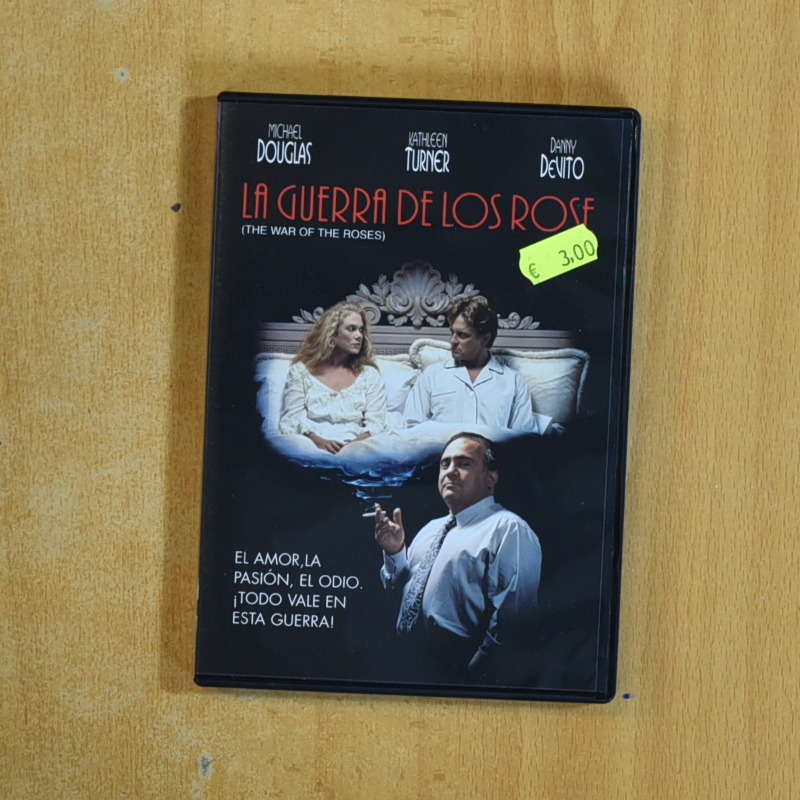 MICHAEL
DOUGLAS
KATHLEEN
TURNER
DANNY
DeVITO
LA GUERRA DE LOS ROSE
(THE WAR OF THE ROSES)
€ 3,00
EL AMOR,LA
PASIÓN, EL ODIO.
¡TODO VALE EN
ESTA GUERRA!